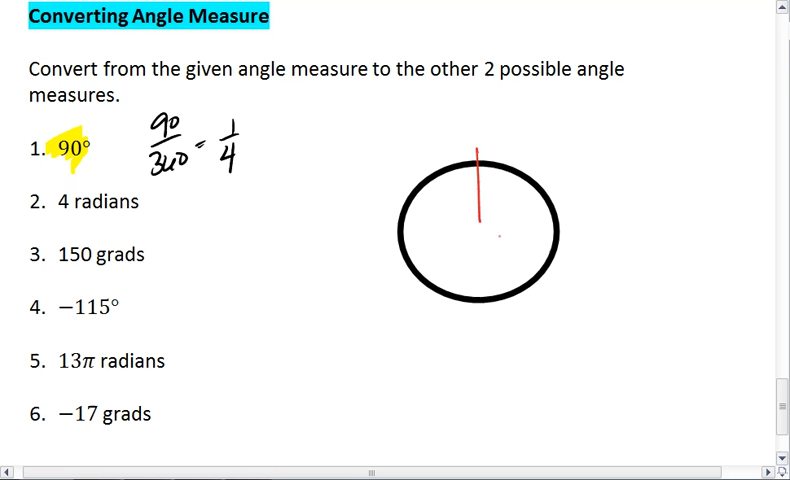 Converting Angle Measure
Convert from the given angle measure to the other 2 possible angle
measures.
1. 90° 90/360 = 1/4
2. 4 radians
3. 150 grads
4. −115°
5. 13π radians
6. −17 grads